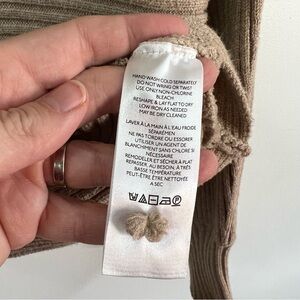 HAND WASH COLD SEPARATELY
DO NOT WRING OR TWIST
USE ONLY NON-CHLORINE
BLEACH
RESHAPE & LAY FLAT TO DRY
LOW IRON AS NEEDED
MAY BE DRY CLEANED
LAVER À LA MAIN À L'EAU FROIDE
SÉPARÉMEN
NE PAS TORDRE OU ESSORER
UTILISER UN AGENT DE
BLANCHIMENT SANS CHLORE SI
NÉCESSAIRE
REMODELER ET SÉCHER À PLAT
REPASSER AU BESOIN, À TRÈS
BASSE TEMPÉRATURE
PEUT-ÊTRE ÊTRE NETTOYÉE
A SEC